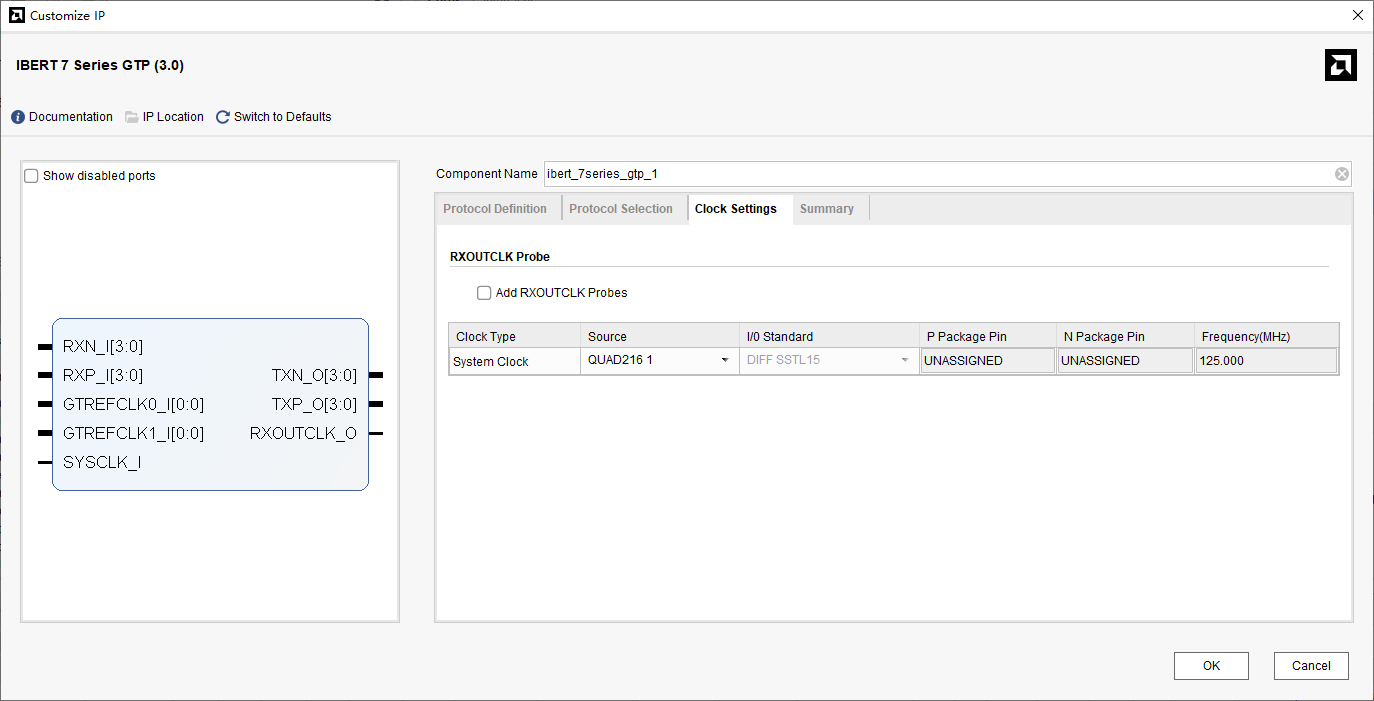 Customize IP
IBERT 7 Series GTP (3.0)
Documentation IP Location Switch to Defaults
Show disabled ports
RXN_I[3:0]
RXP_I[3:0] TXN_O[3:0]
GTREFCLK0_I[0:0] TXP_O[3:0]
GTREFCLK1_I[0:0] RXOUTCLK_O
SYSCLK_I
Component Name ibert_7series_gtp_1
Protocol Definition Protocol Selection Clock Settings Summary
RXOUTCLK Probe
Add RXOUTCLK Probes
Clock Type Source I/0 Standard P Package Pin N Package Pin Frequency(MHz)
System Clock QUAD216 1 DIFF SSTL15 UNASSIGNED UNASSIGNED 125.000
OK Cancel